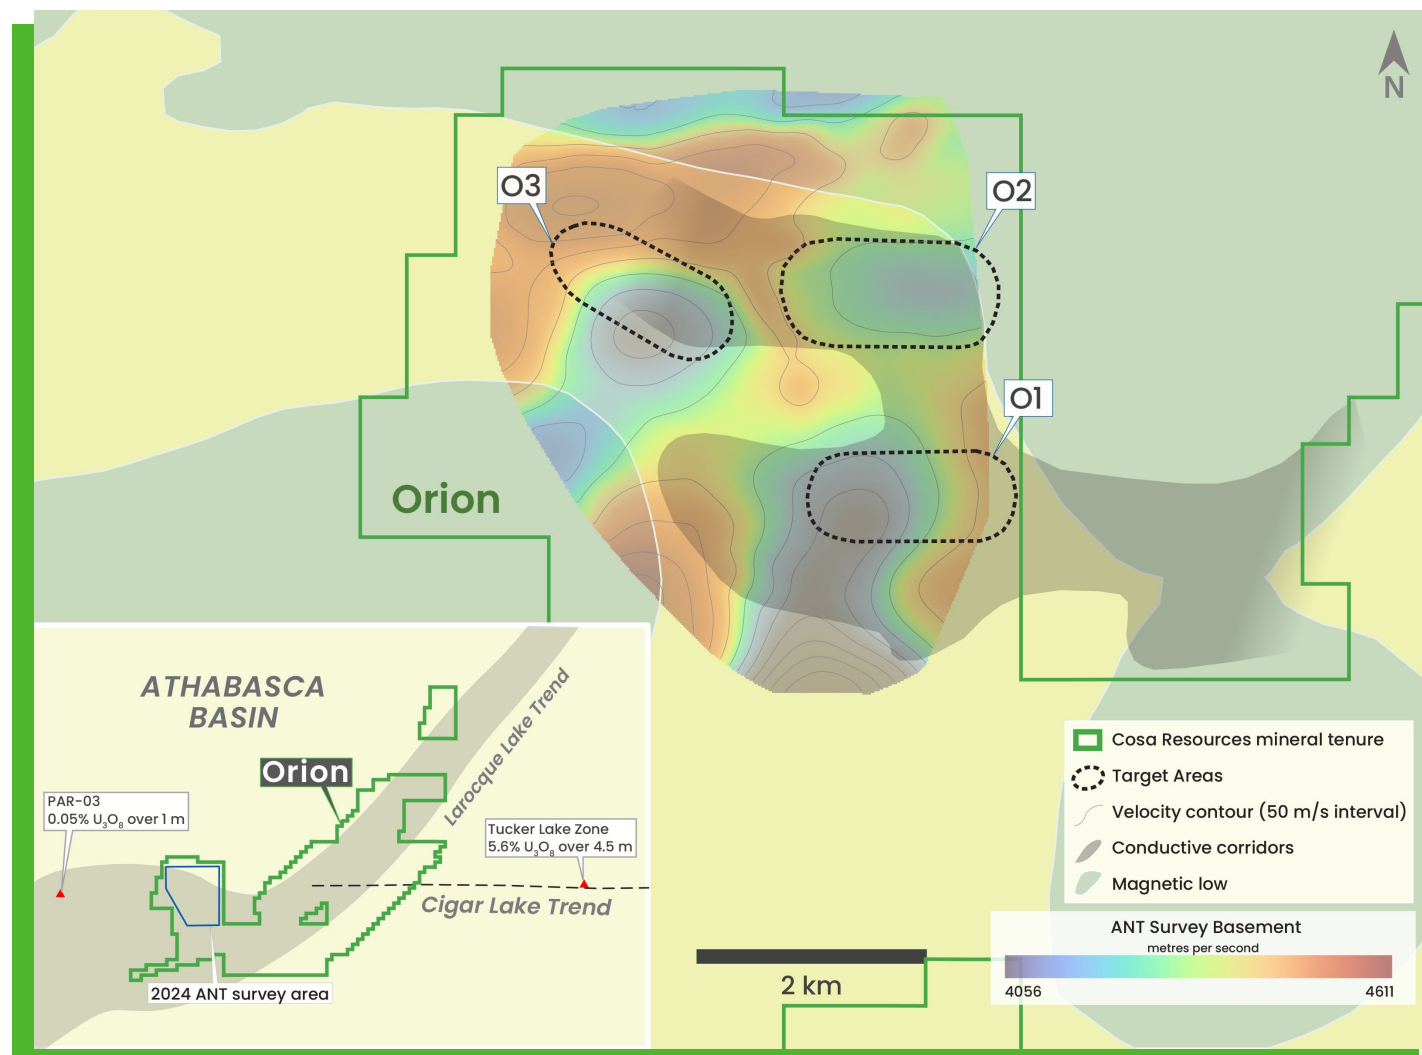 N
O3
O2
O1
Orion
ATHABASCA
BASIN
Orion
Larocque Lake Trend
PAR-03
0.05% U3O8 over 1 m
Tucker Lake Zone
5.6% U3O8 over 4.5 m
Cigar Lake Trend
2024 ANT survey area
Cosa Resources mineral tenure
Target Areas
Velocity contour (50 m/s interval)
Conductive corridors
Magnetic low
ANT Survey Basement
metres per second
4056 4611
2 km